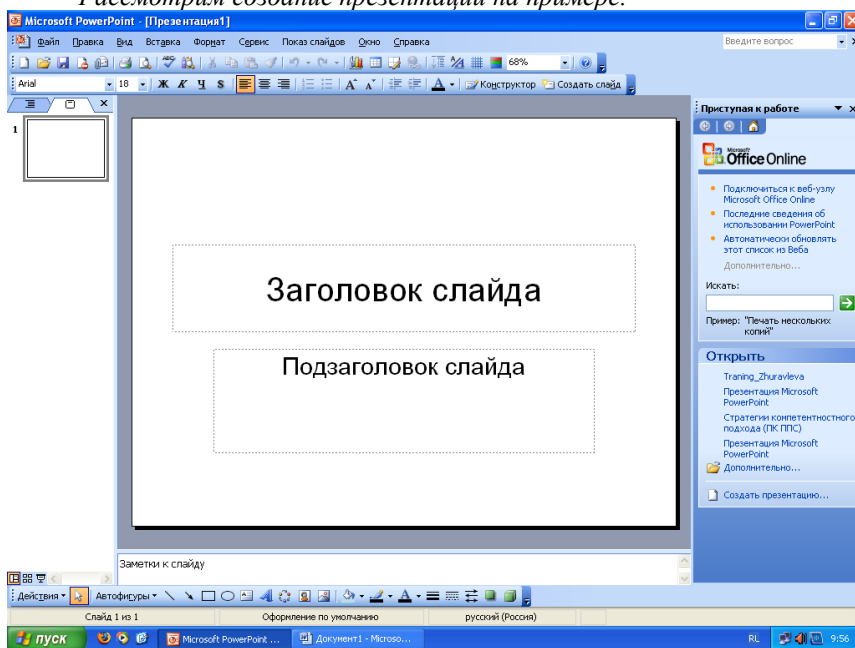 Рассмотрим создание презентации на примере.
Microsoft PowerPoint - [Презентация1]
Файл Правка Вид Вставка Формат Сервис Показ слайдов Окно Справка
Введите вопрос
68%
Arial 18 Ж К Ч S Конструктор Создать слайд
1
Заголовок слайда
Подзаголовок слайда
Приступая к работе
Microsoft
Office Online
Подключиться к веб-узлу
Microsoft Office Online
Последние сведения об
использовании PowerPoint
Автоматически обновлять
этот список из Веба
Дополнительно...
Искать:
Пример: "Печать нескольких
копий"
Открыть
Traning_Zhuravleva
Презентация Microsoft
PowerPoint
Стратегии компетентностного
подхода (ПК ППС)
Презентация Microsoft
PowerPoint
Дополнительно...
Создать презентацию...
Заметки к слайду
Действия Автофигуры
Слайд 1 из 1 Оформление по умолчанию русский (Россия)
пуск Microsoft PowerPoint ... Документ1 - Microso... RL 9:56